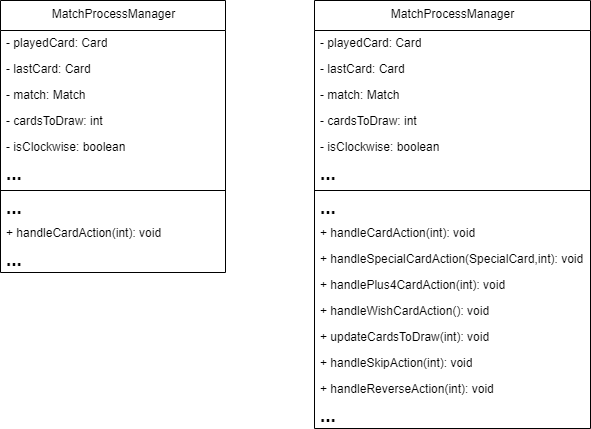 MatchProcessManager
- playedCard: Card
- lastCard: Card
- match: Match
- cardsToDraw: int
- isClockwise: boolean
...
...
+ handleCardAction(int): void
...
MatchProcessManager
- playedCard: Card
- lastCard: Card
- match: Match
- cardsToDraw: int
- isClockwise: boolean
...
...
+ handleCardAction(int): void
+ handleSpecialCardAction(SpecialCard,int): void
+ handlePlus4CardAction(int): void
+ handleWishCardAction(): void
+ updateCardsToDraw(int): void
+ handleSkipAction(int): void
+ handleReverseAction(int): void
...